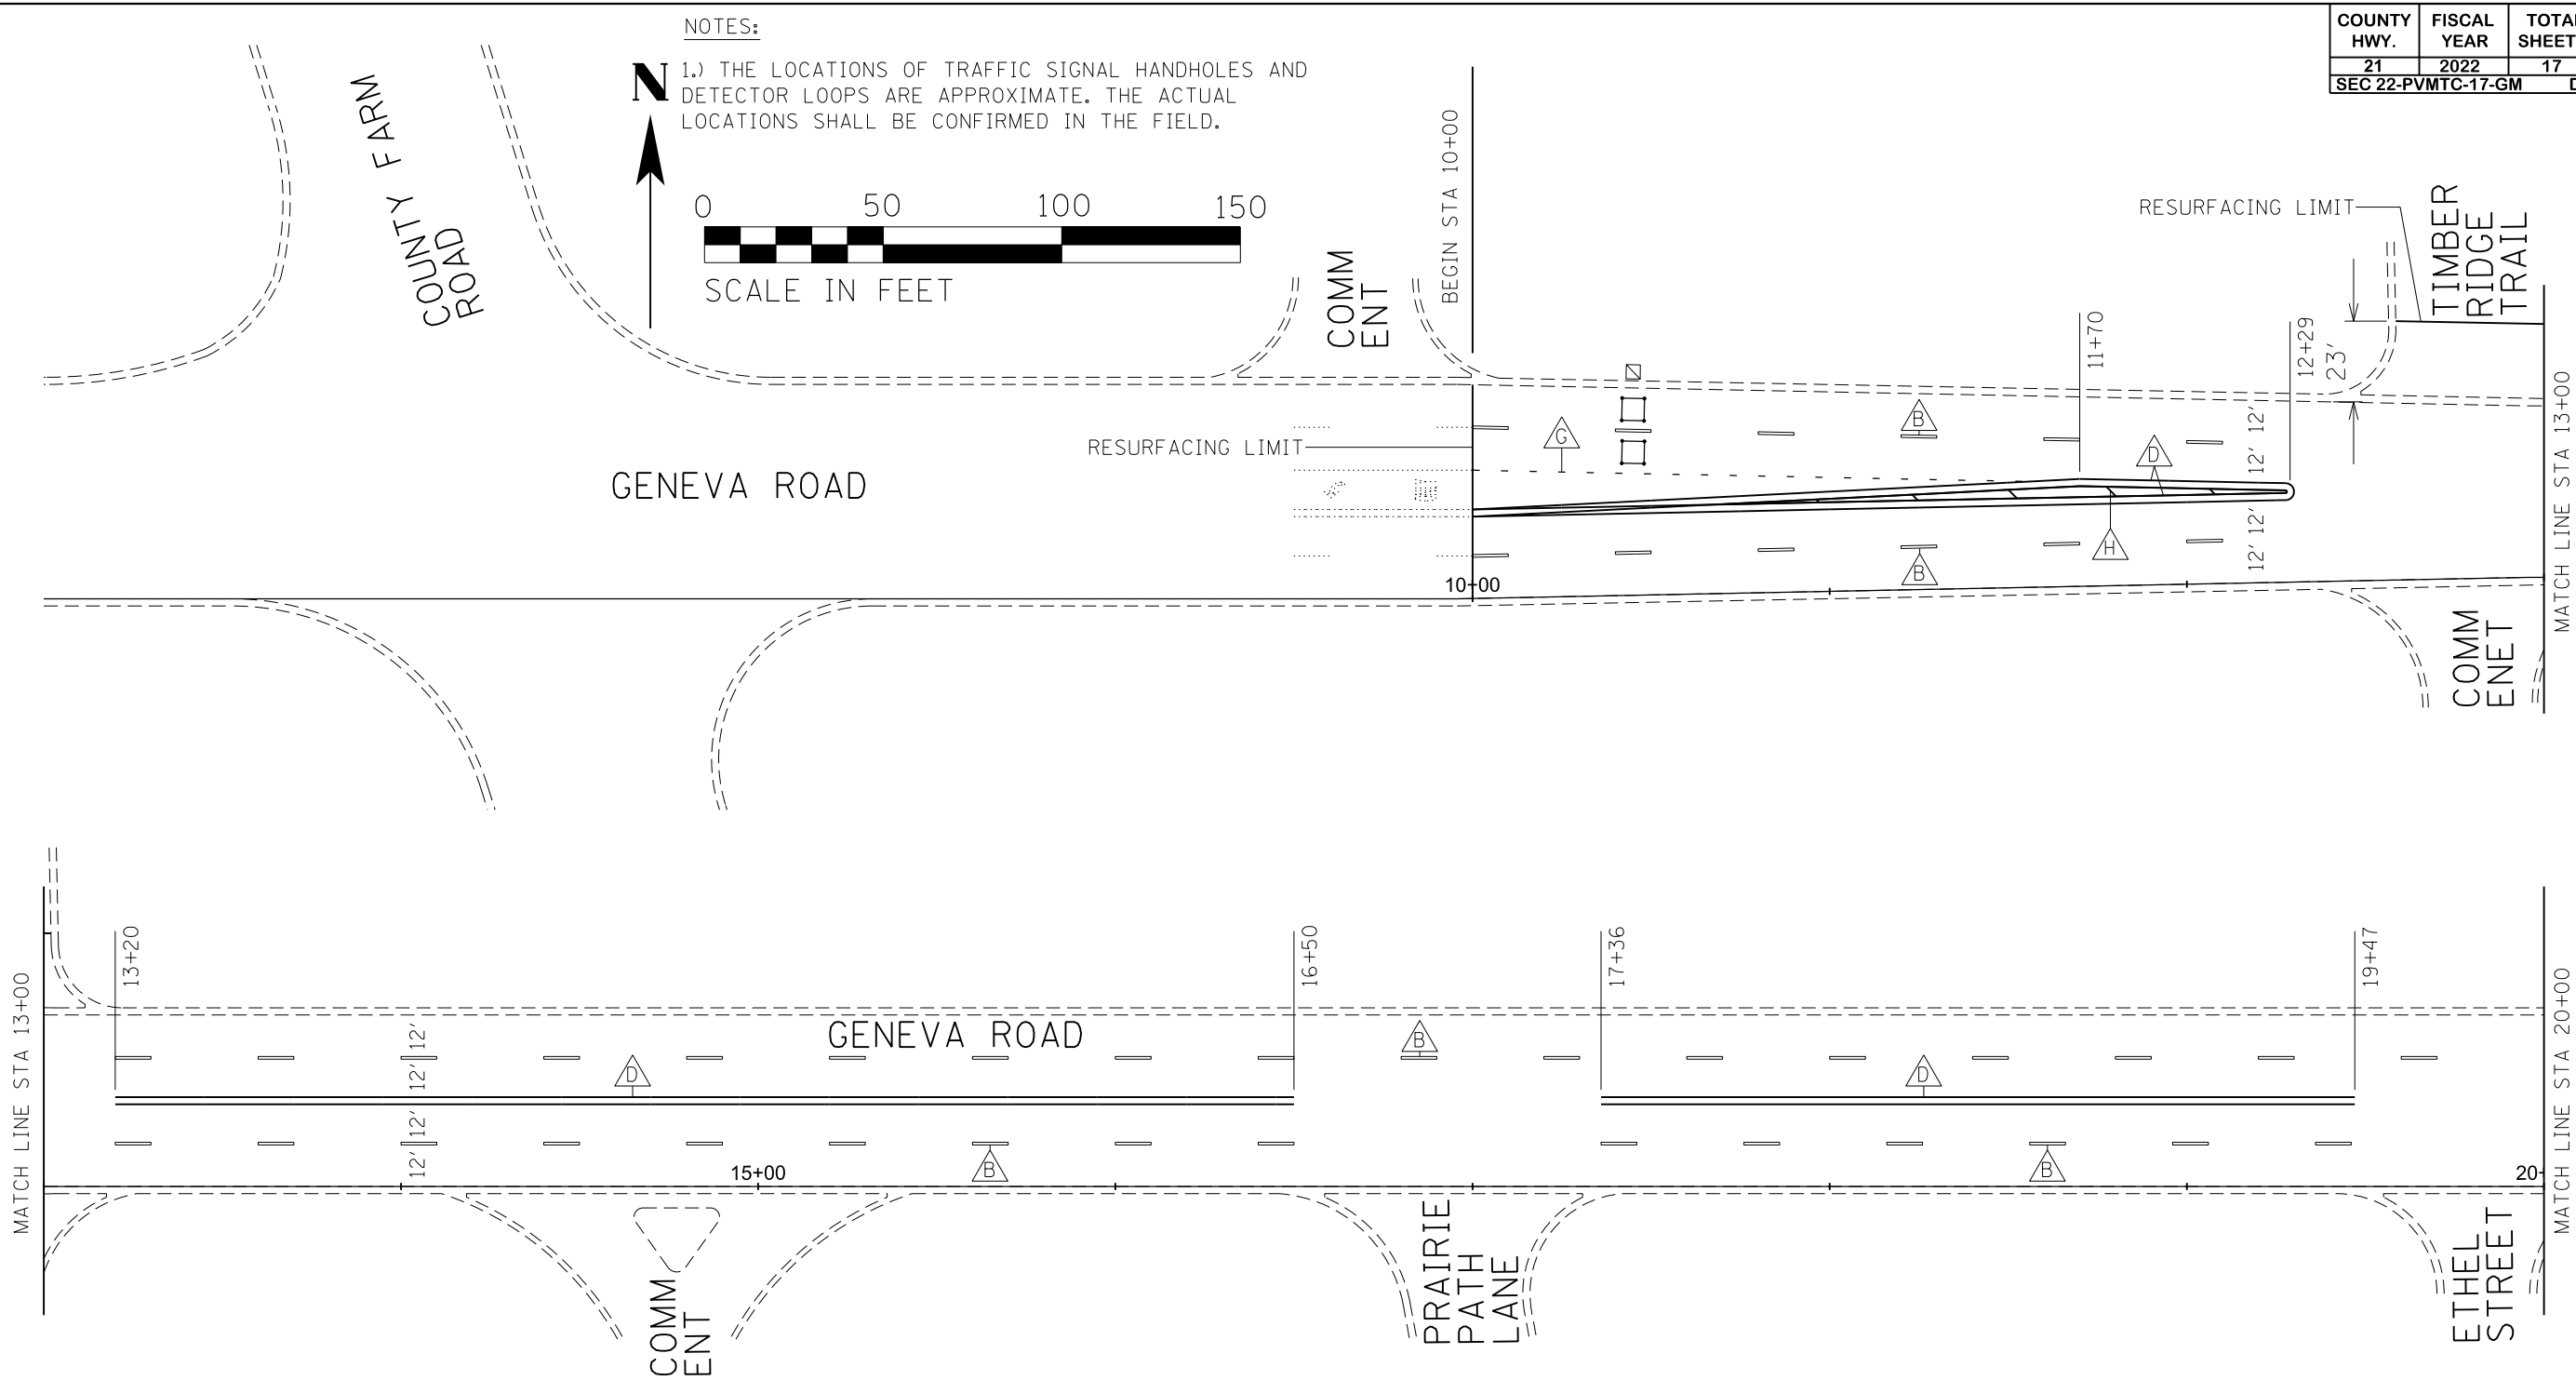 NOTES:
1.) THE LOCATIONS OF TRAFFIC SIGNAL HANDHOLES AND
DETECTOR LOOPS ARE APPROXIMATE. THE ACTUAL
LOCATIONS SHALL BE CONFIRMED IN THE FIELD.
N
0 50 100 150
SCALE IN FEET
COUNTY HWY.
FISCAL YEAR
21 2022 17
SEC 22-PVMTC-17-GM
COUNTY FARM
ROAD
COMM
ENT
BEGIN STA 10+00
RESURFACING LIMIT
TIMBER
RIDGE
TRAIL
11+70
12+29
23'
RESURFACING LIMIT
GENEVA ROAD
G
B
D
H
B
12' 12'
12' 12'
10+00
COMM
ENET
MATCH LINE STA 13+00
MATCH LINE STA 13+00
13+20
16+50
17+36
19+47
GENEVA ROAD
12' 12'
12' 12'
D
B
D
B
B
15+00
COMM
ENT
PRAIRIE
PATH
LANE
ETHEL
STREET
MATCH LINE STA 20+00